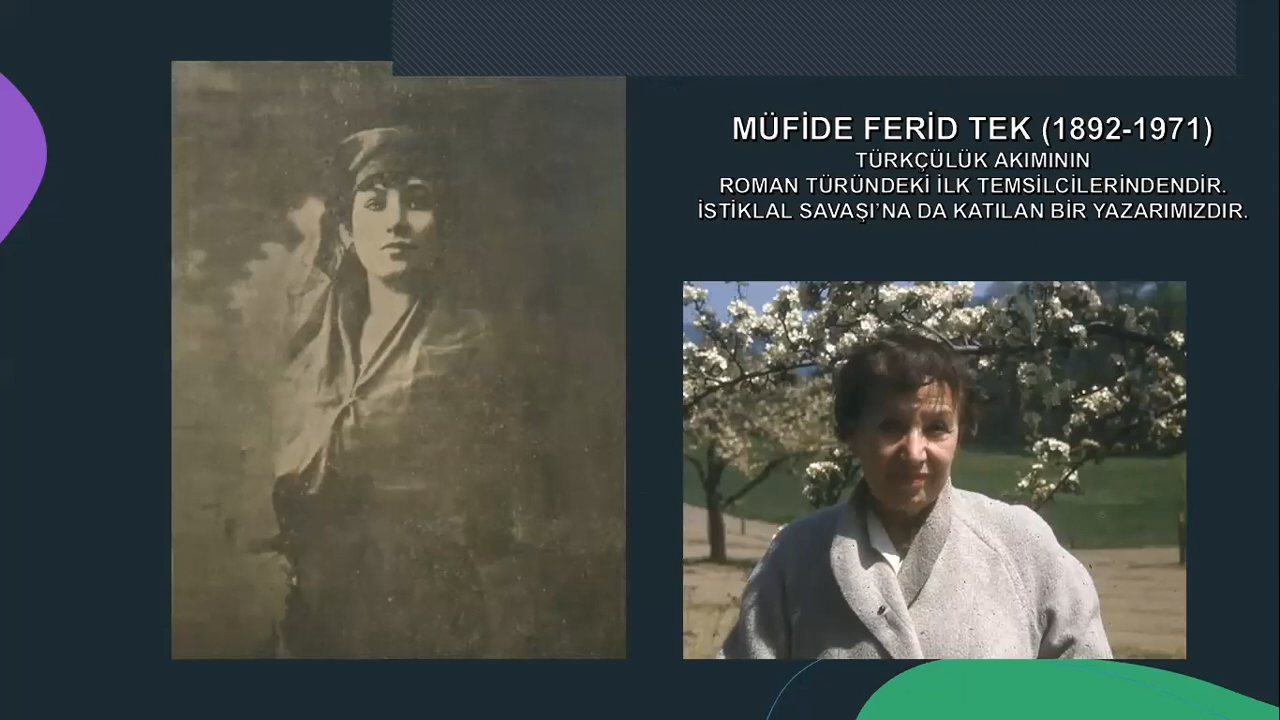 MÜFİDE FERİD TEK (1892-1971)
TÜRKÇÜLÜK AKIMININ
ROMAN TÜRÜNDEKİ İLK TEMSİLCİLERİNDENDİR.
İSTİKLAL SAVAŞI’NA DA KATILAN BİR YAZARIMIZDIR.